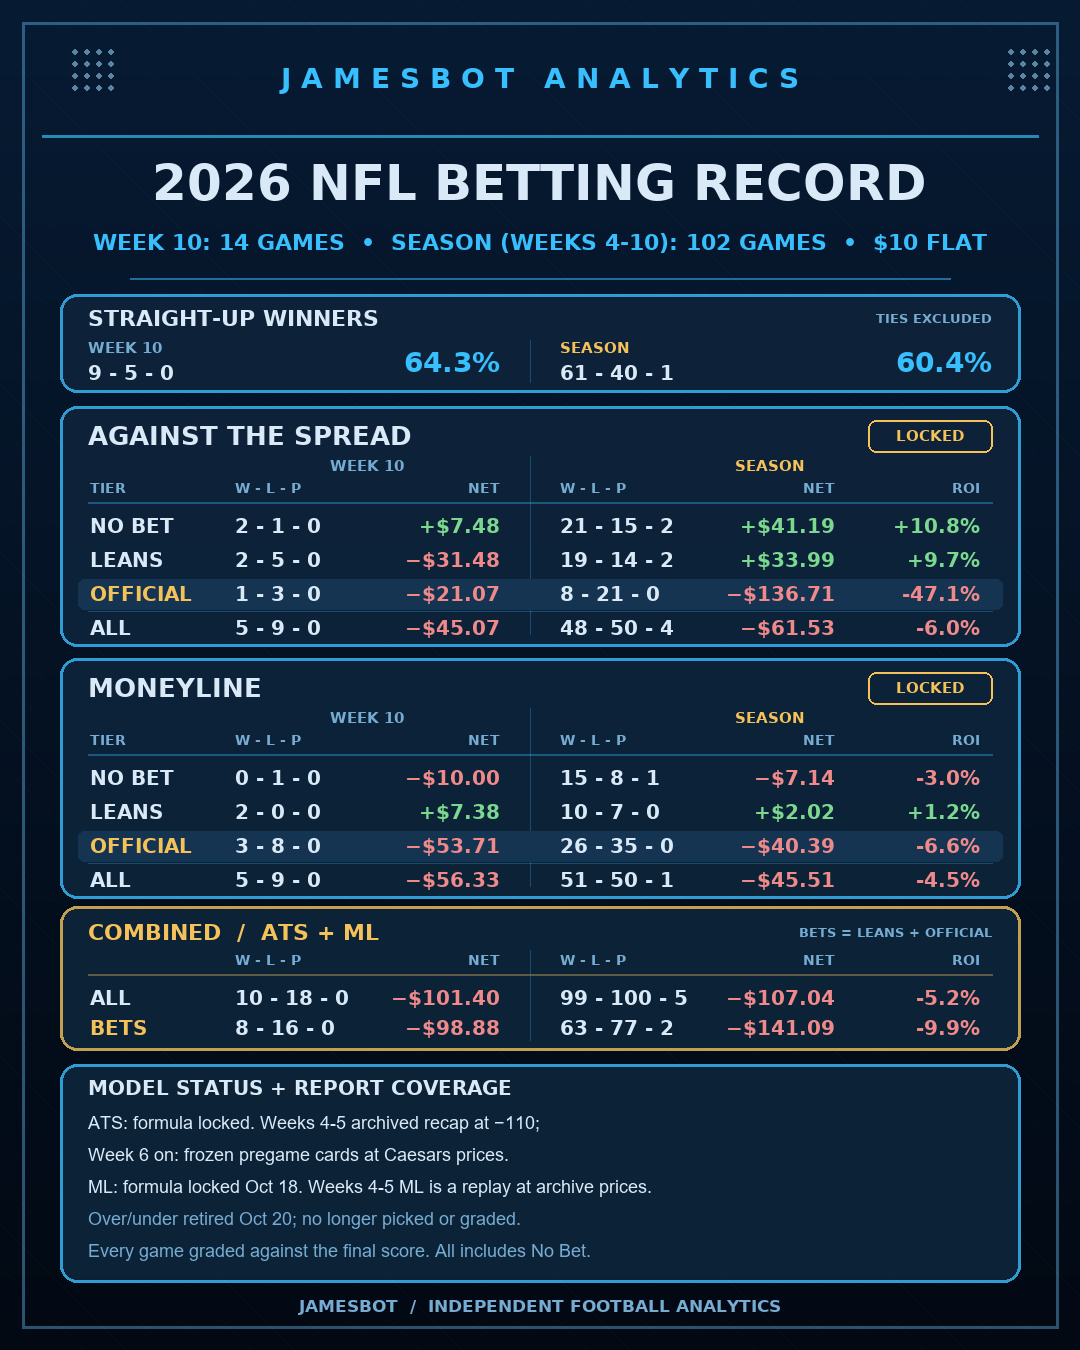 JAMESBOT ANALYTICS
2026 NFL BETTING RECORD
WEEK 10: 14 GAMES • SEASON (WEEKS 4-10): 102 GAMES • $10 FLAT
STRAIGHT-UP WINNERS TIES EXCLUDED
WEEK 10 SEASON
9 - 5 - 0 64.3% 61 - 40 - 1 60.4%
AGAINST THE SPREAD LOCKED
WEEK 10 SEASON
TIER W - L - P NET W - L - P NET ROI
NO BET 2 - 1 - 0 +$7.48 21 - 15 - 2 +$41.19 +10.8%
LEANS 2 - 5 - 0 −$31.48 19 - 14 - 2 +$33.99 +9.7%
OFFICIAL 1 - 3 - 0 −$21.07 8 - 21 - 0 −$136.71 -47.1%
ALL 5 - 9 - 0 −$45.07 48 - 50 - 4 −$61.53 -6.0%
MONEYLINE LOCKED
WEEK 10 SEASON
TIER W - L - P NET W - L - P NET ROI
NO BET 0 - 1 - 0 −$10.00 15 - 8 - 1 −$7.14 -3.0%
LEANS 2 - 0 - 0 +$7.38 10 - 7 - 0 +$2.02 +1.2%
OFFICIAL 3 - 8 - 0 −$53.71 26 - 35 - 0 −$40.39 -6.6%
ALL 5 - 9 - 0 −$56.33 51 - 50 - 1 −$45.51 -4.5%
COMBINED / ATS + ML BETS = LEANS + OFFICIAL
W - L - P NET W - L - P NET ROI
ALL 10 - 18 - 0 −$101.40 99 - 100 - 5 −$107.04 -5.2%
BETS 8 - 16 - 0 −$98.88 63 - 77 - 2 −$141.09 -9.9%
MODEL STATUS + REPORT COVERAGE
ATS: formula locked. Weeks 4-5 archived recap at −110;
Week 6 on: frozen pregame cards at Caesars prices.
ML: formula locked Oct 18. Weeks 4-5 ML is a replay at archive prices.
Over/under retired Oct 20; no longer picked or graded.
Every game graded against the final score. All includes No Bet.
JAMESBOT / INDEPENDENT FOOTBALL ANALYTICS